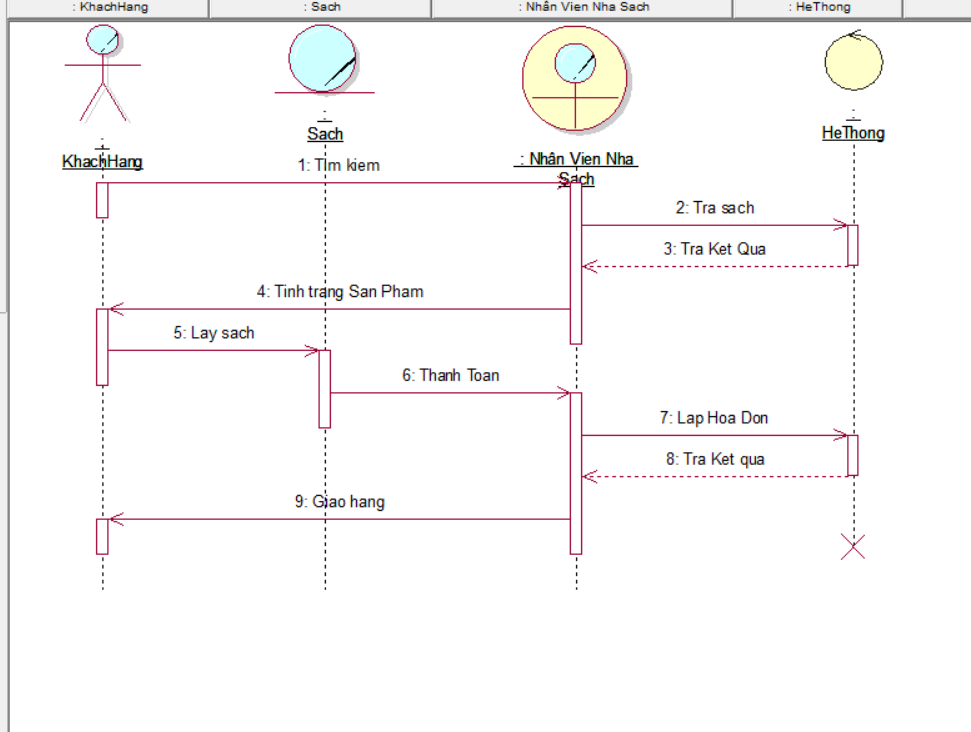 : KhachHang
: Sach
: Nhân Vien Nha Sach
: HeThong
:
Sach
:
HeThong
:
KhachHang
: Nhân Vien Nha
Sach
1: Tim kiem
2: Tra sach
3: Tra Ket Qua
4: Tinh trang San Pham
5: Lay sach
6: Thanh Toan
7: Lap Hoa Don
8: Tra Ket qua
9: Giao hang